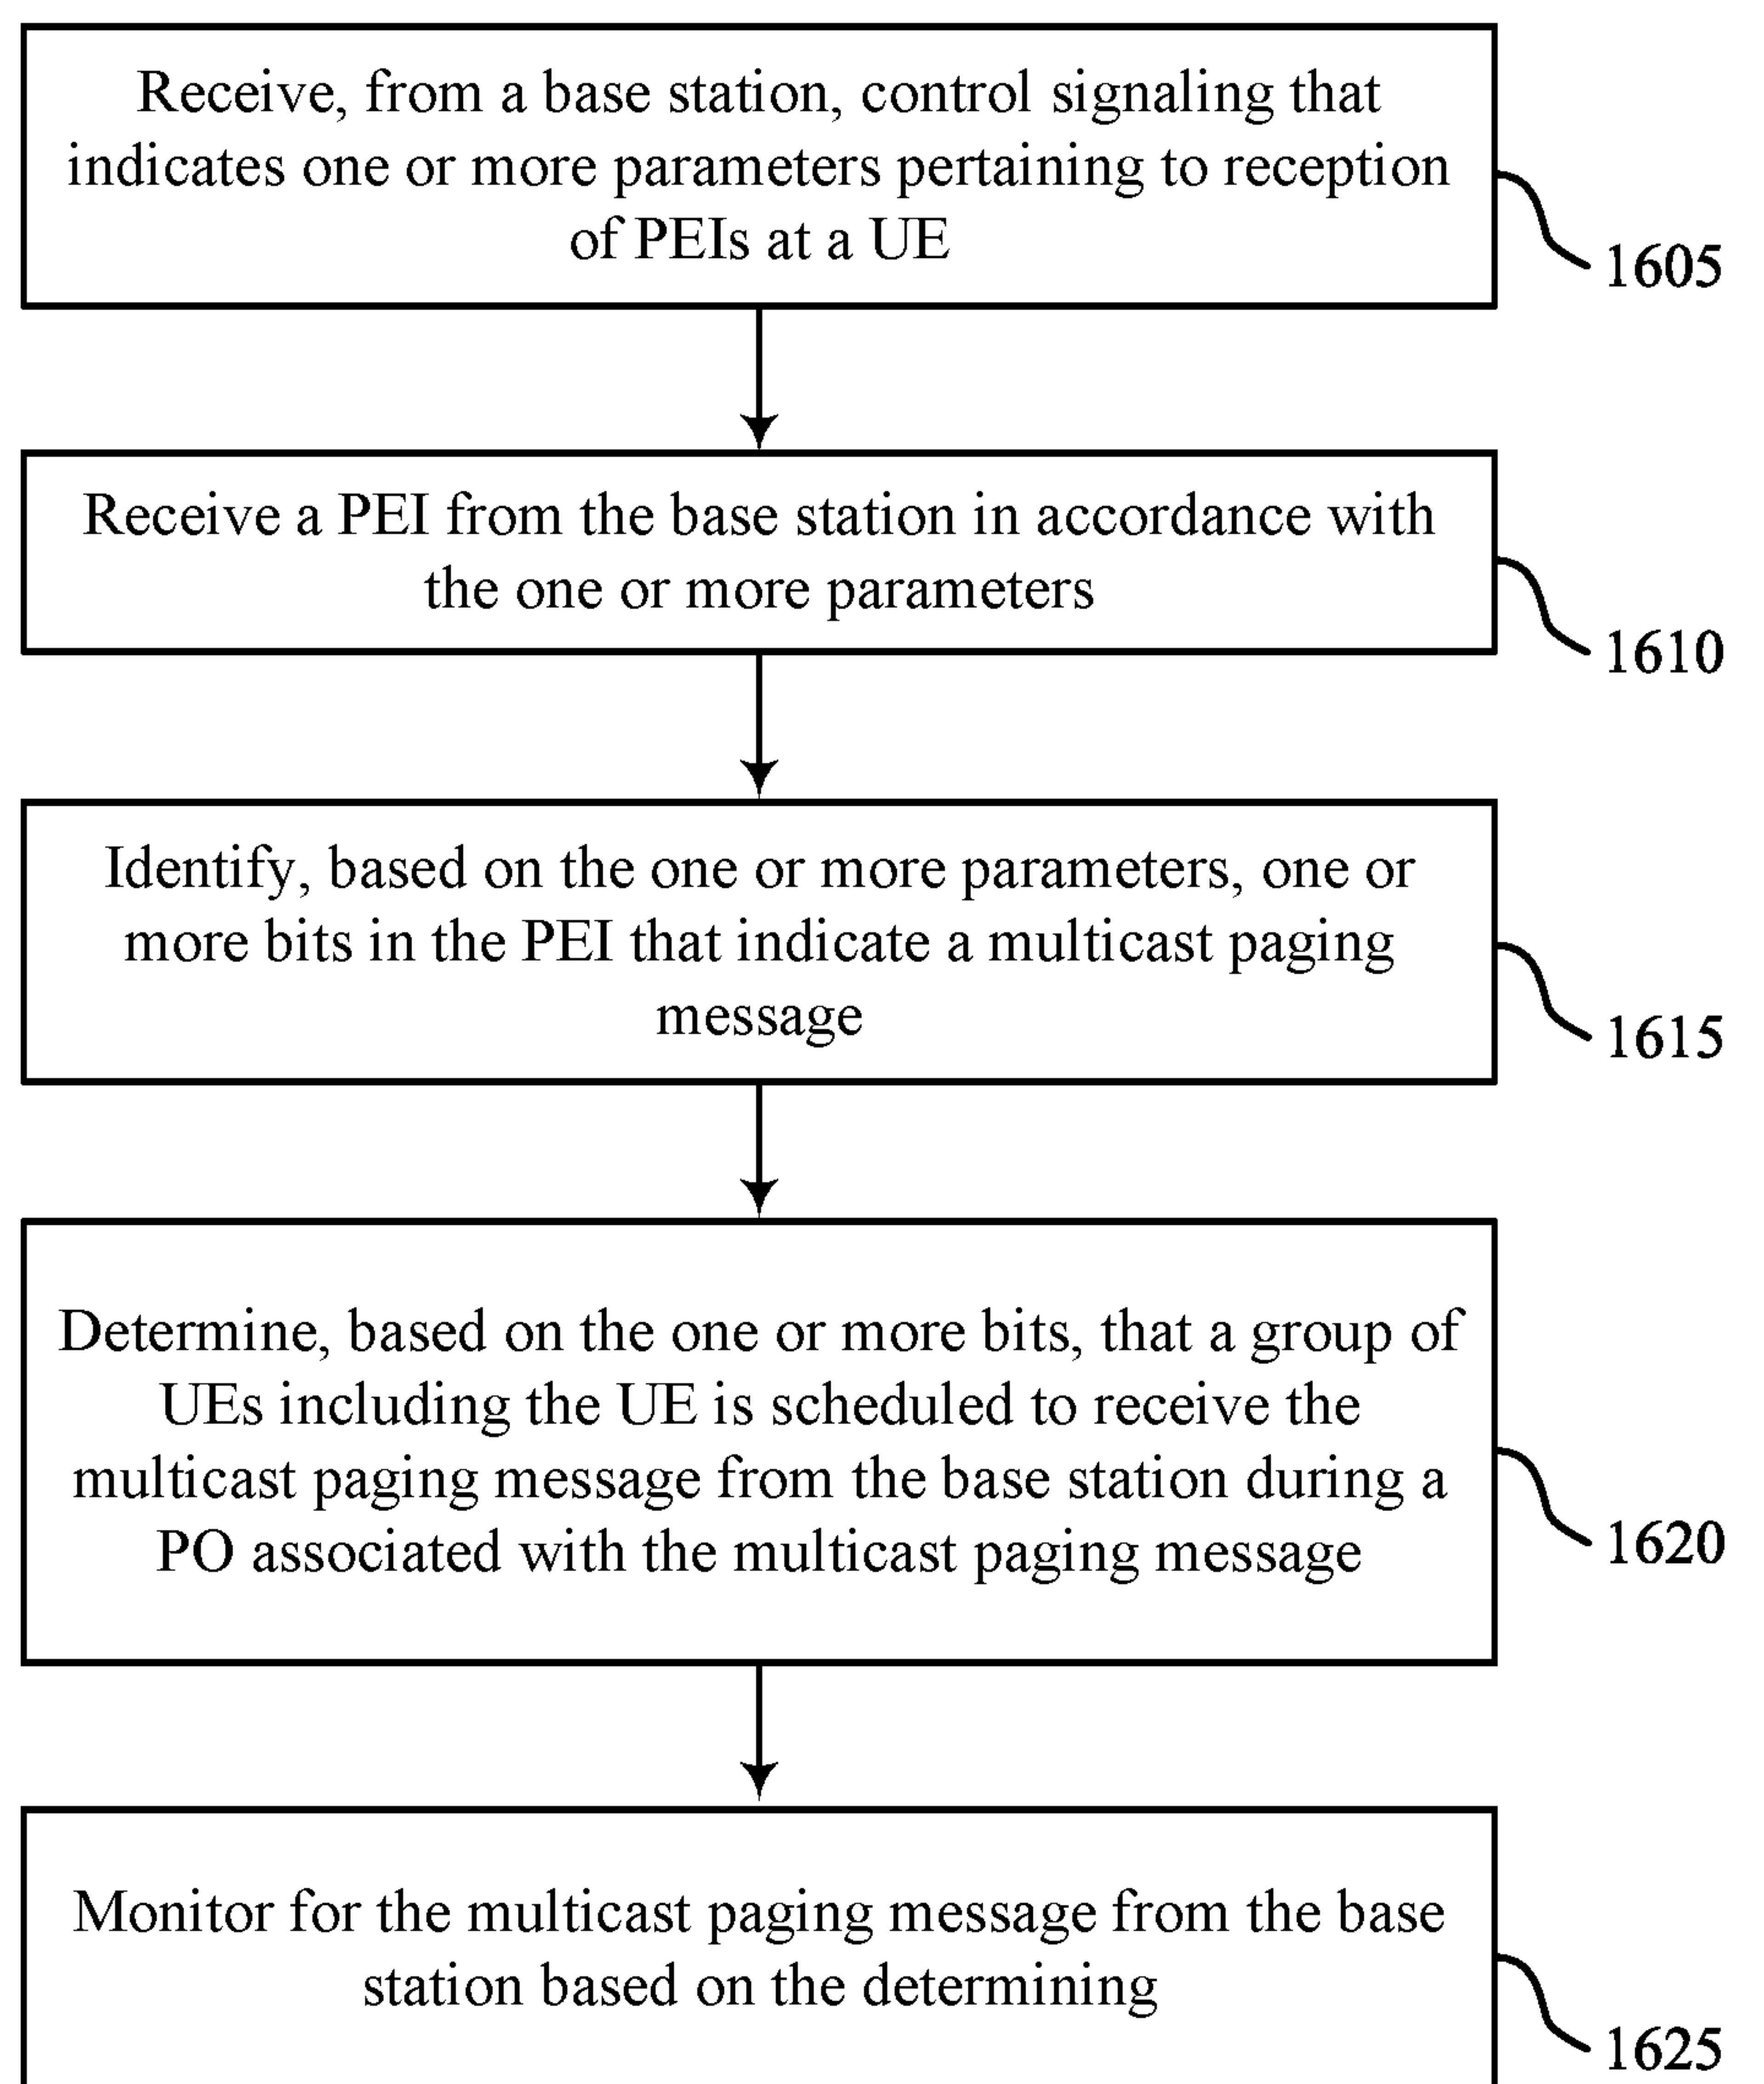 Receive, from a base station, control signaling that
indicates one or more parameters pertaining to reception
of PEIs at a UE
1605
Receive a PEI from the base station in accordance with
the one or more parameters
1610
Identify, based on the one or more parameters, one or
more bits in the PEI that indicate a multicast paging
message
1615
Determine, based on the one or more bits, that a group of
UEs including the UE is scheduled to receive the
multicast paging message from the base station during a
PO associated with the multicast paging message
1620
Monitor for the multicast paging message from the base
station based on the determining
1625